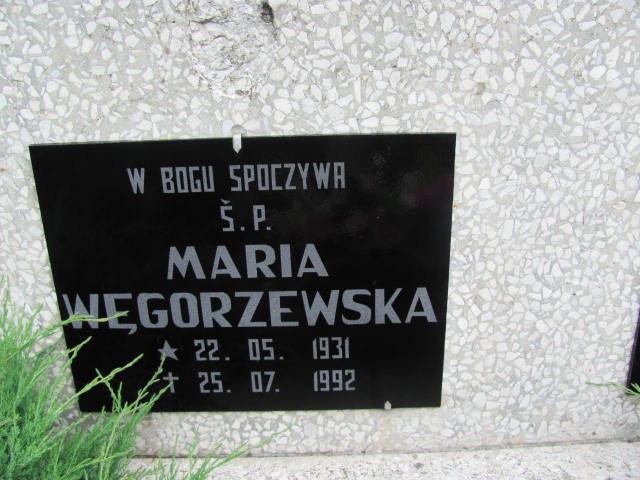 W BOGU SPOCZYWA
Š.P.
MARIA
WĘGORZEWSKA
★ 22. 05. 1931
✝ 25. 07. 1992